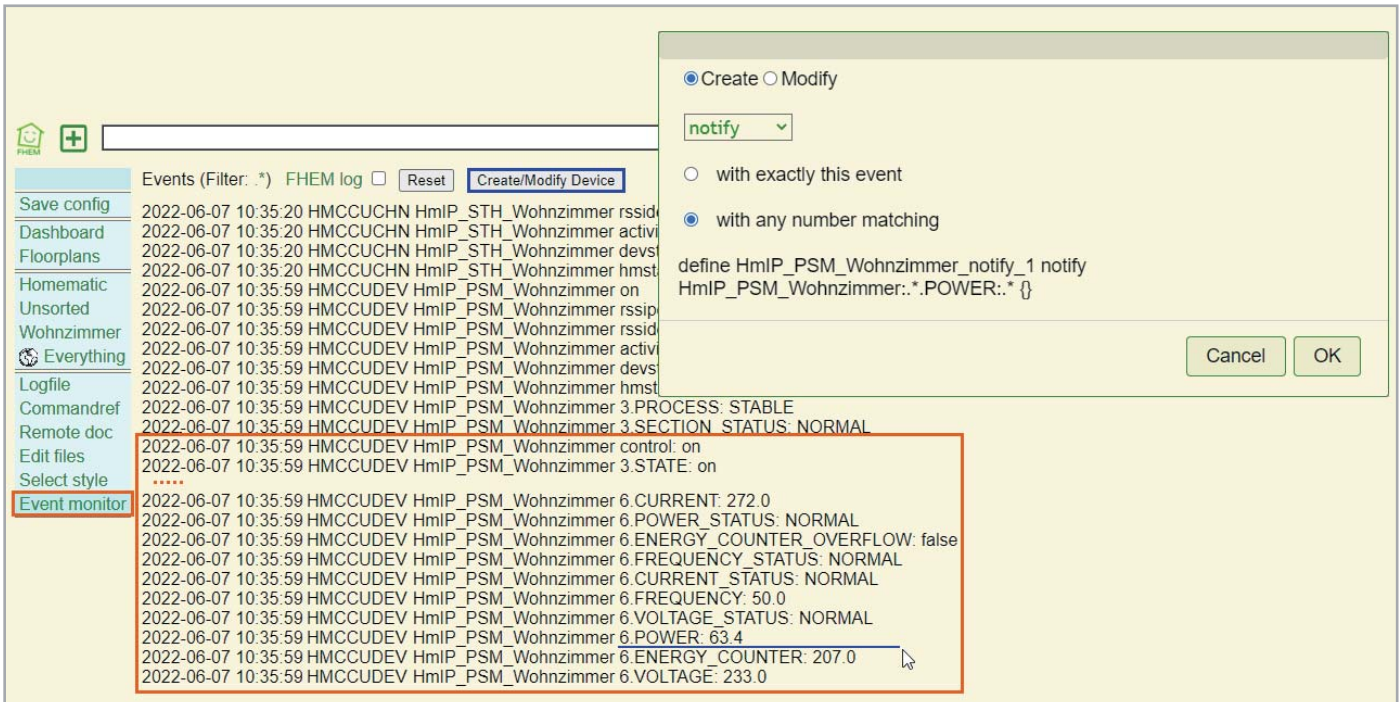 Create Modify
notify
with exactly this event
with any number matching
define HmIP_PSM_Wohnzimmer_notify_1 notify
HmIP_PSM_Wohnzimmer:.*.POWER:.* {}
Cancel OK
FHEM
Save config
Dashboard
Floorplans
Homematic
Unsorted
Wohnzimmer
Everything
Logfile
Commandref
Remote doc
Edit files
Select style
Event monitor
Events (Filter: .*) FHEM log Reset Create/Modify Device
2022-06-07 10:35:20 HMCCUCHN HmIP_STH_Wohnzimmer rsside
2022-06-07 10:35:20 HMCCUCHN HmIP_STH_Wohnzimmer activi
2022-06-07 10:35:20 HMCCUCHN HmIP_STH_Wohnzimmer devst
2022-06-07 10:35:20 HMCCUCHN HmIP_STH_Wohnzimmer hmsta
2022-06-07 10:35:59 HMCCUDEV HmIP_PSM_Wohnzimmer on
2022-06-07 10:35:59 HMCCUDEV HmIP_PSM_Wohnzimmer rssipe
2022-06-07 10:35:59 HMCCUDEV HmIP_PSM_Wohnzimmer rsside
2022-06-07 10:35:59 HMCCUDEV HmIP_PSM_Wohnzimmer activi
2022-06-07 10:35:59 HMCCUDEV HmIP_PSM_Wohnzimmer devst
2022-06-07 10:35:59 HMCCUDEV HmIP_PSM_Wohnzimmer hmst
2022-06-07 10:35:59 HMCCUDEV HmIP_PSM_Wohnzimmer 3.PROCESS: STABLE
2022-06-07 10:35:59 HMCCUDEV HmIP_PSM_Wohnzimmer 3.SECTION_STATUS: NORMAL
2022-06-07 10:35:59 HMCCUDEV HmIP_PSM_Wohnzimmer control: on
2022-06-07 10:35:59 HMCCUDEV HmIP_PSM_Wohnzimmer 3.STATE: on
.....
2022-06-07 10:35:59 HMCCUDEV HmIP_PSM_Wohnzimmer 6.CURRENT: 272.0
2022-06-07 10:35:59 HMCCUDEV HmIP_PSM_Wohnzimmer 6.POWER_STATUS: NORMAL
2022-06-07 10:35:59 HMCCUDEV HmIP_PSM_Wohnzimmer 6.ENERGY_COUNTER_OVERFLOW: false
2022-06-07 10:35:59 HMCCUDEV HmIP_PSM_Wohnzimmer 6.FREQUENCY_STATUS: NORMAL
2022-06-07 10:35:59 HMCCUDEV HmIP_PSM_Wohnzimmer 6.CURRENT_STATUS: NORMAL
2022-06-07 10:35:59 HMCCUDEV HmIP_PSM_Wohnzimmer 6.FREQUENCY: 50.0
2022-06-07 10:35:59 HMCCUDEV HmIP_PSM_Wohnzimmer 6.VOLTAGE_STATUS: NORMAL
2022-06-07 10:35:59 HMCCUDEV HmIP_PSM_Wohnzimmer 6.POWER: 63.4
2022-06-07 10:35:59 HMCCUDEV HmIP_PSM_Wohnzimmer 6.ENERGY_COUNTER: 207.0
2022-06-07 10:35:59 HMCCUDEV HmIP_PSM_Wohnzimmer 6.VOLTAGE: 233.0